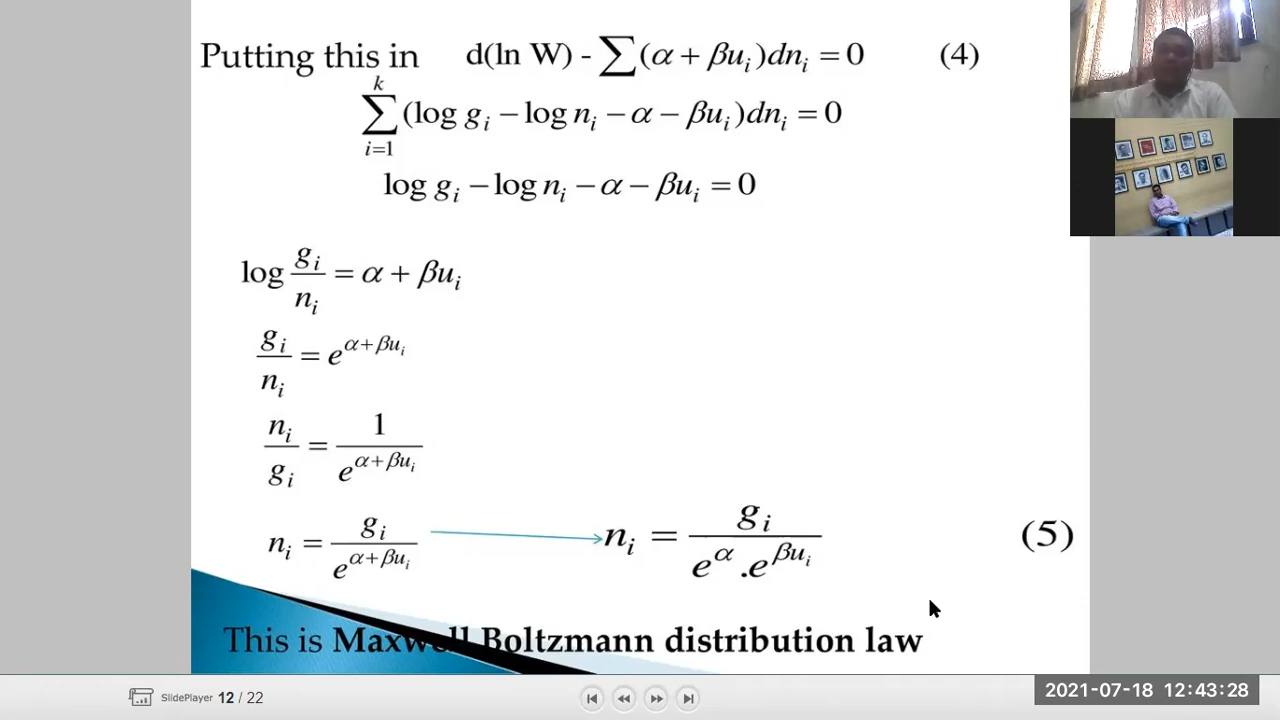 Putting this in d(ln W) - ∑(α + βu_i)dn_i = 0 (4)
∑_{i=1}^{k} (log g_i − log n_i − α − βu_i)dn_i = 0
log g_i − log n_i − α − βu_i = 0
log g_i/n_i = α + βu_i
g_i/n_i = e^{α+βu_i}
n_i/g_i = 1/e^{α+βu_i}
n_i = g_i/e^{α+βu_i} → n_i = g_i/(e^α .e^{βu_i}) (5)
This is Maxwell Boltzmann distribution law
SlidePlayer 12 / 22
2021-07-18 12:43:28